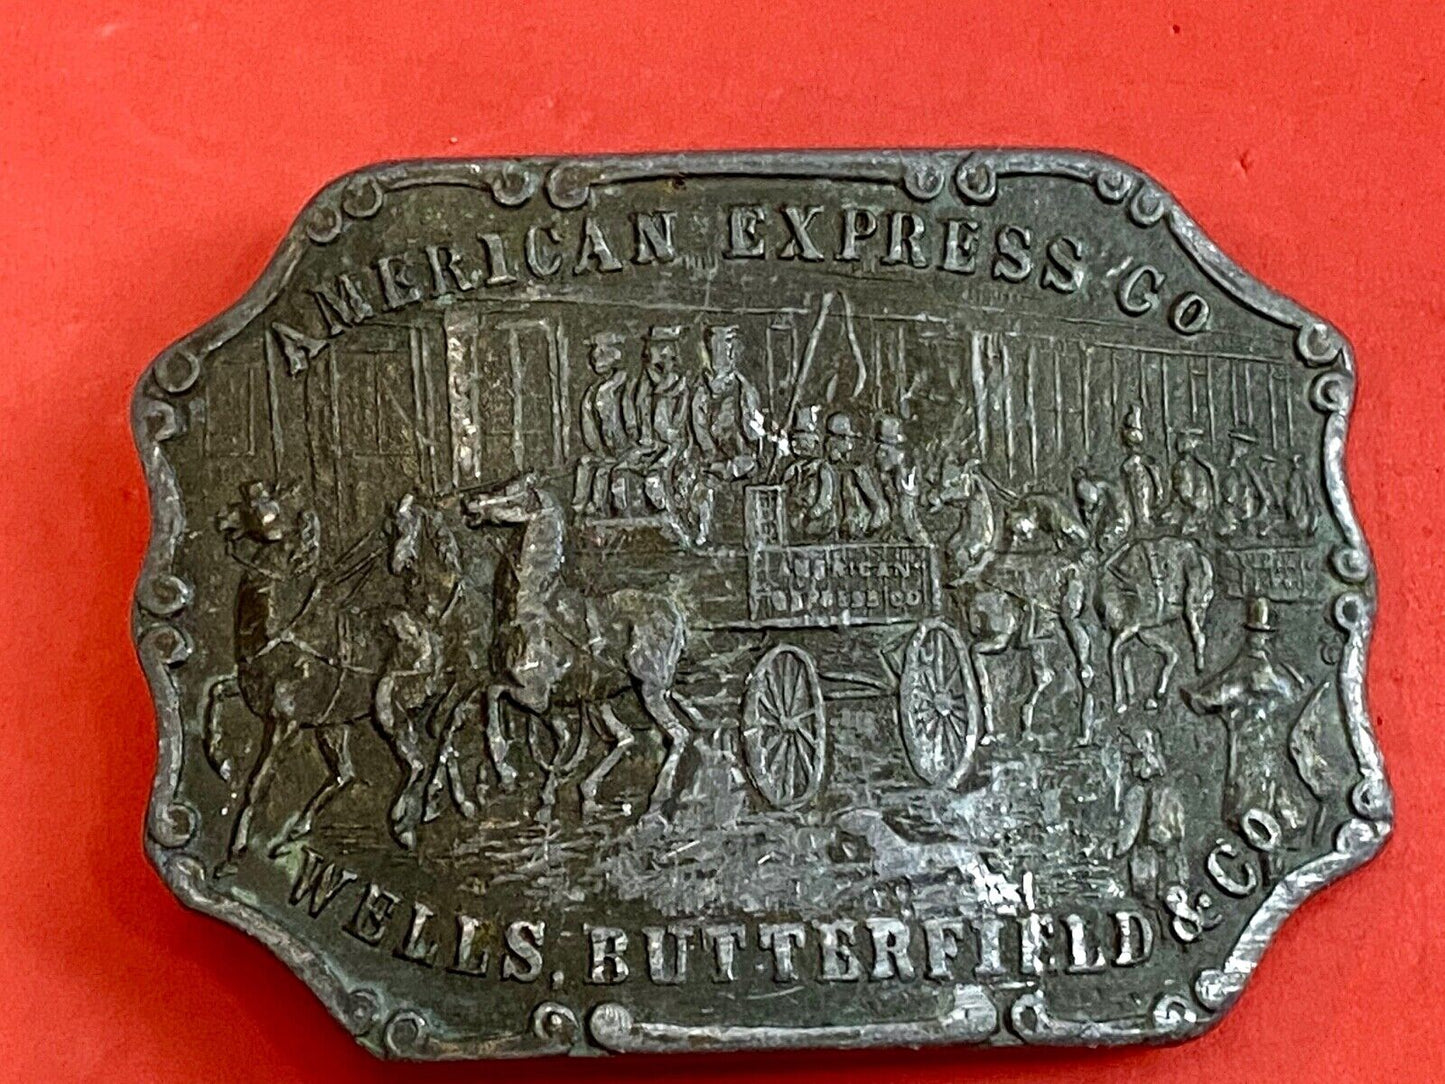 AMERICAN EXPRESS CO
AMERICAN
EXPRESS CO
WELLS, BUTTERFIELD & CO.